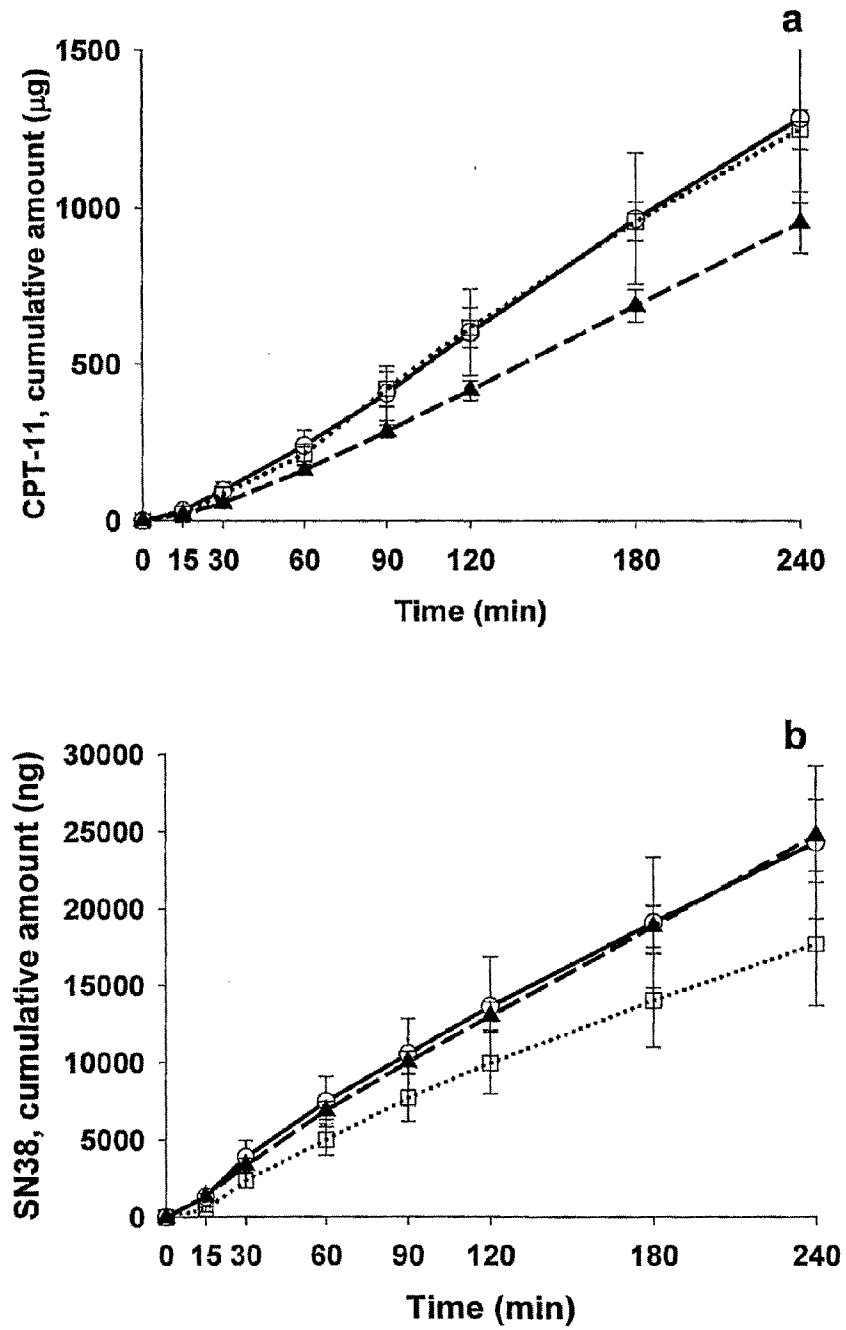 a
1500
1000
500
0
CPT-11, cumulative amount (μg)
0 15 30 60 90 120 180 240
Time (min)
b
30000
25000
20000
15000
10000
5000
0
SN38, cumulative amount (ng)
0 15 30 60 90 120 180 240
Time (min)